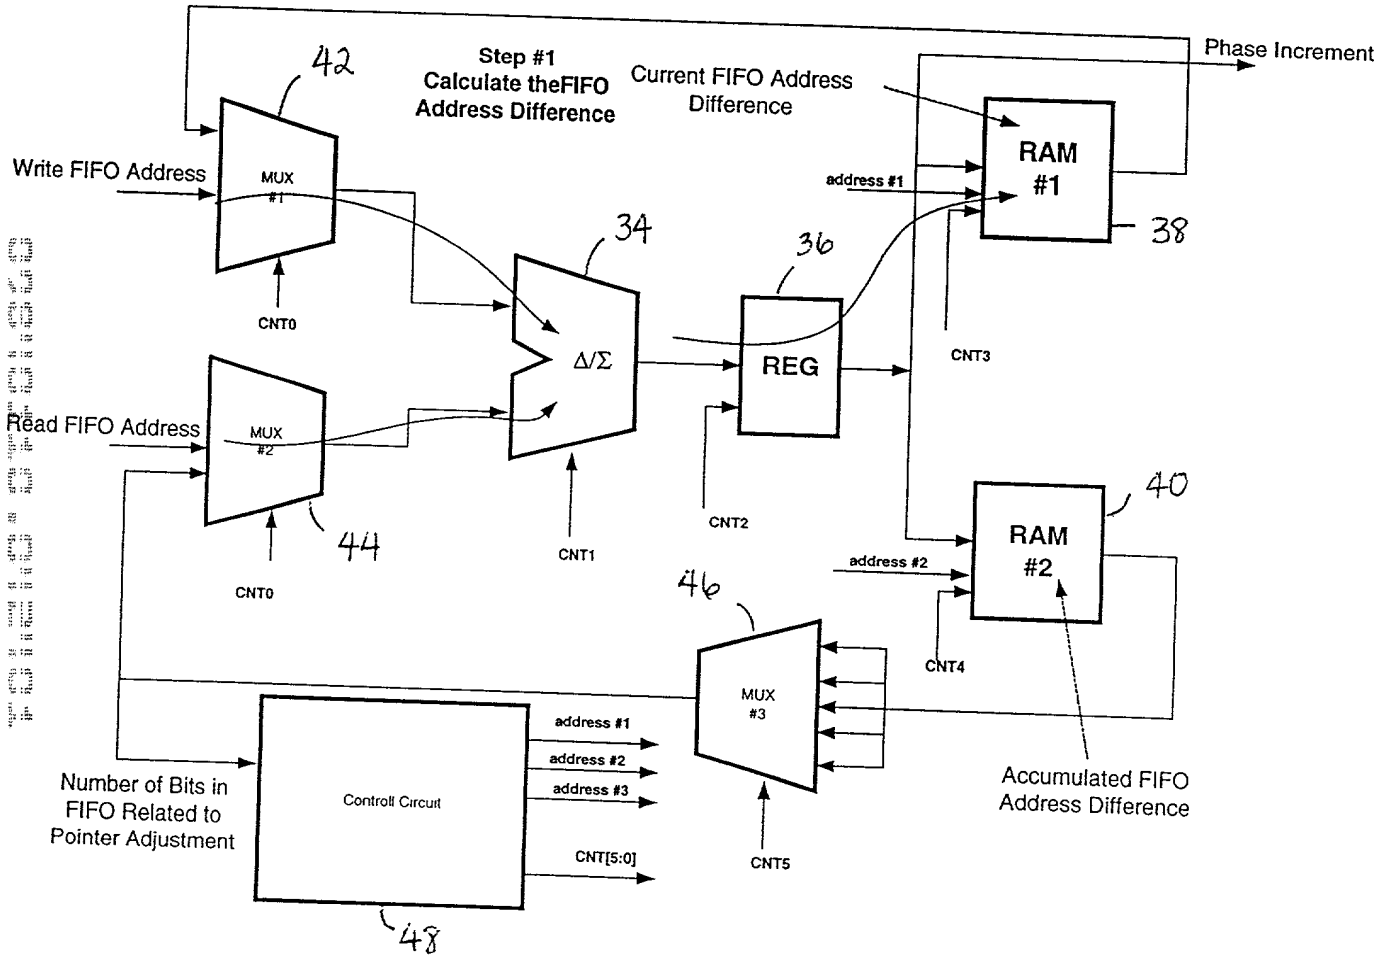 Phase Increment
42
Step #1
Calculate theFIFO
Address Difference
Current FIFO Address
Difference
RAM
#1
Write FIFO Address
MUX
#1
address #1
34
36
38
CNT0
CNT3
Δ/Σ
REG
Read FIFO Address
MUX
#2
CNT2
44
CNT1
CNT0
40
RAM
#2
address #2
46
CNT4
MUX
#3
address #1
address #2
address #3
Number of Bits in
FIFO Related to
Pointer Adjustment
Controll Circuit
Accumulated FIFO
Address Difference
CNT[5:0]
CNT5
48